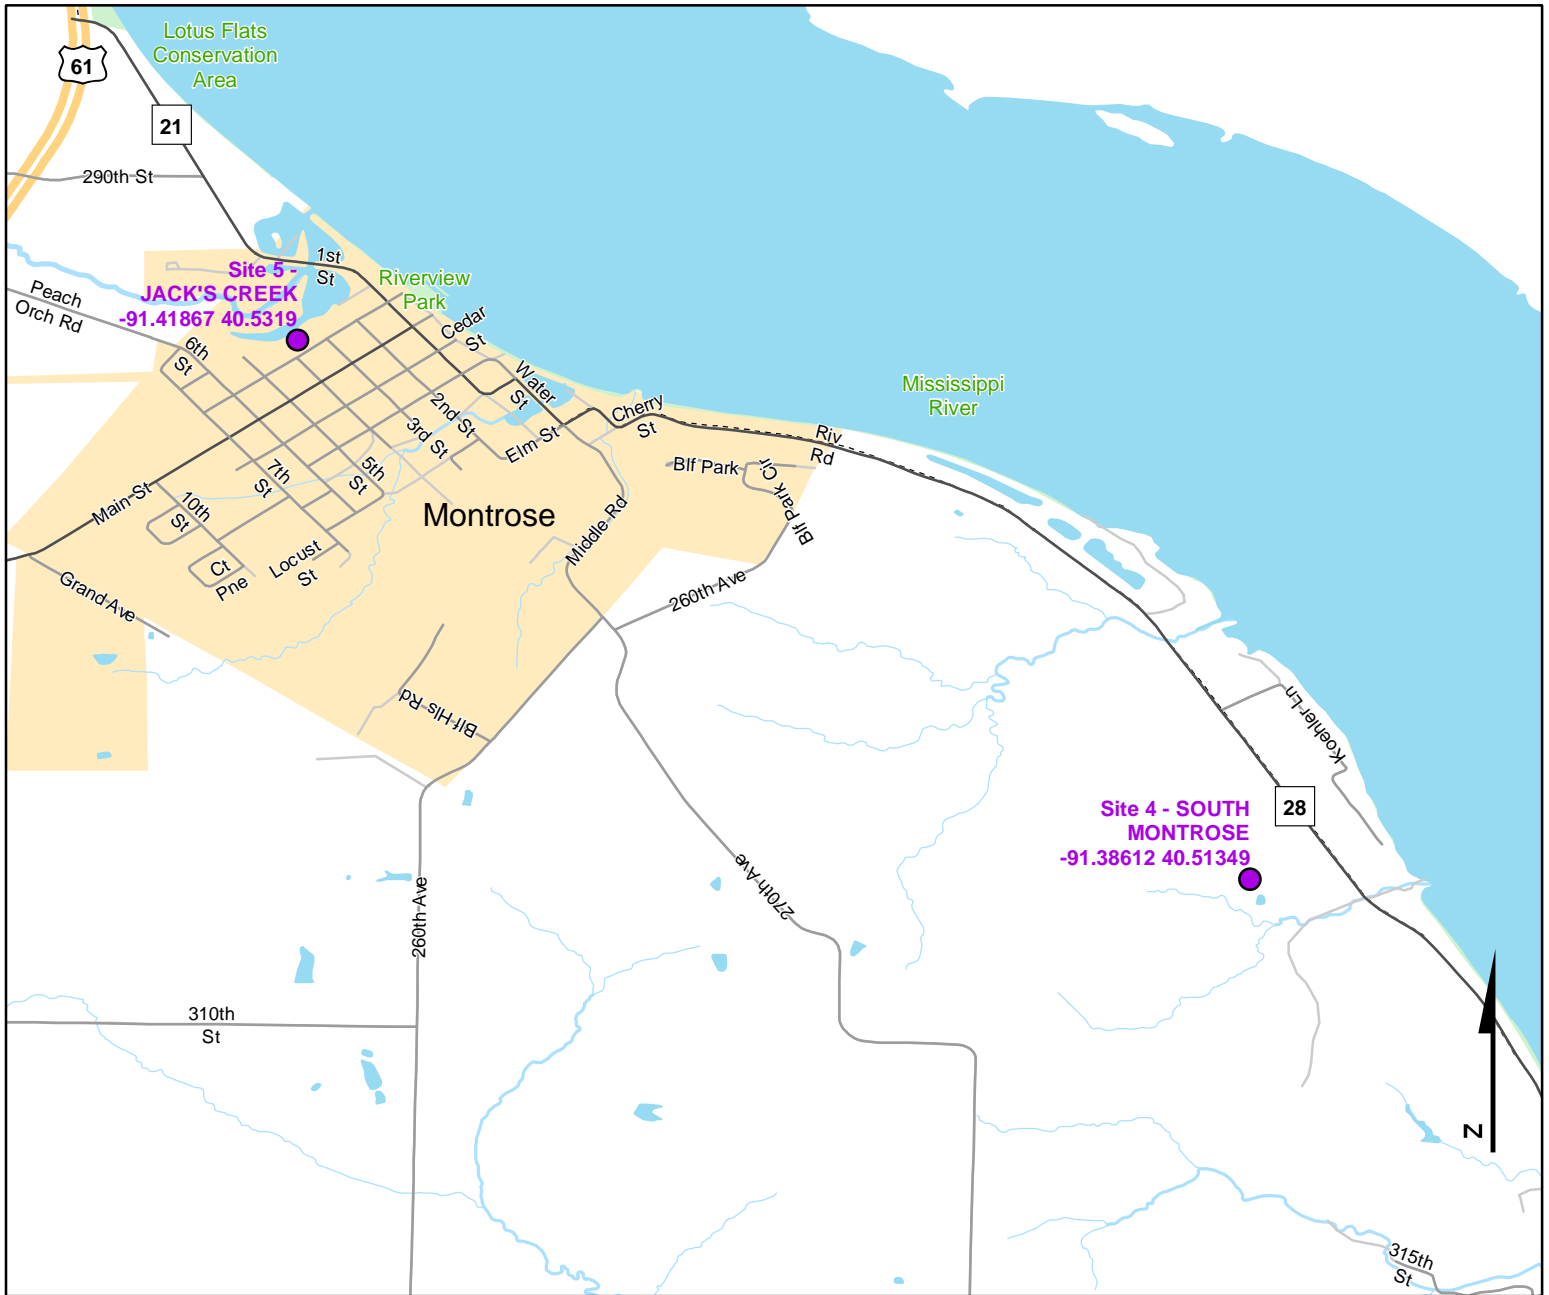 Lotus Flats
Conservation
Area
61
21
290th St
1st
St
Site 5 -
JACK'S CREEK
-91.41867 40.5319
Riverview
Park
Peach
Orch Rd
Cedar
St
6th
St
Water
St
Mississippi
River
2nd St
3rd St
Cherry
St
Elm St
Riv
Rd
Blf Park
Blf Park Cir
7th
St
5th
St
Main St
10th
St
Montrose
Middle Rd
Locust
St
Ct
Pne
Grand Ave
260th Ave
Blf Hls Rd
Koehler Ln
Site 4 - SOUTH
MONTROSE
-91.38612 40.51349
28
270th Ave
260th Ave
310th
St
N
315th
St